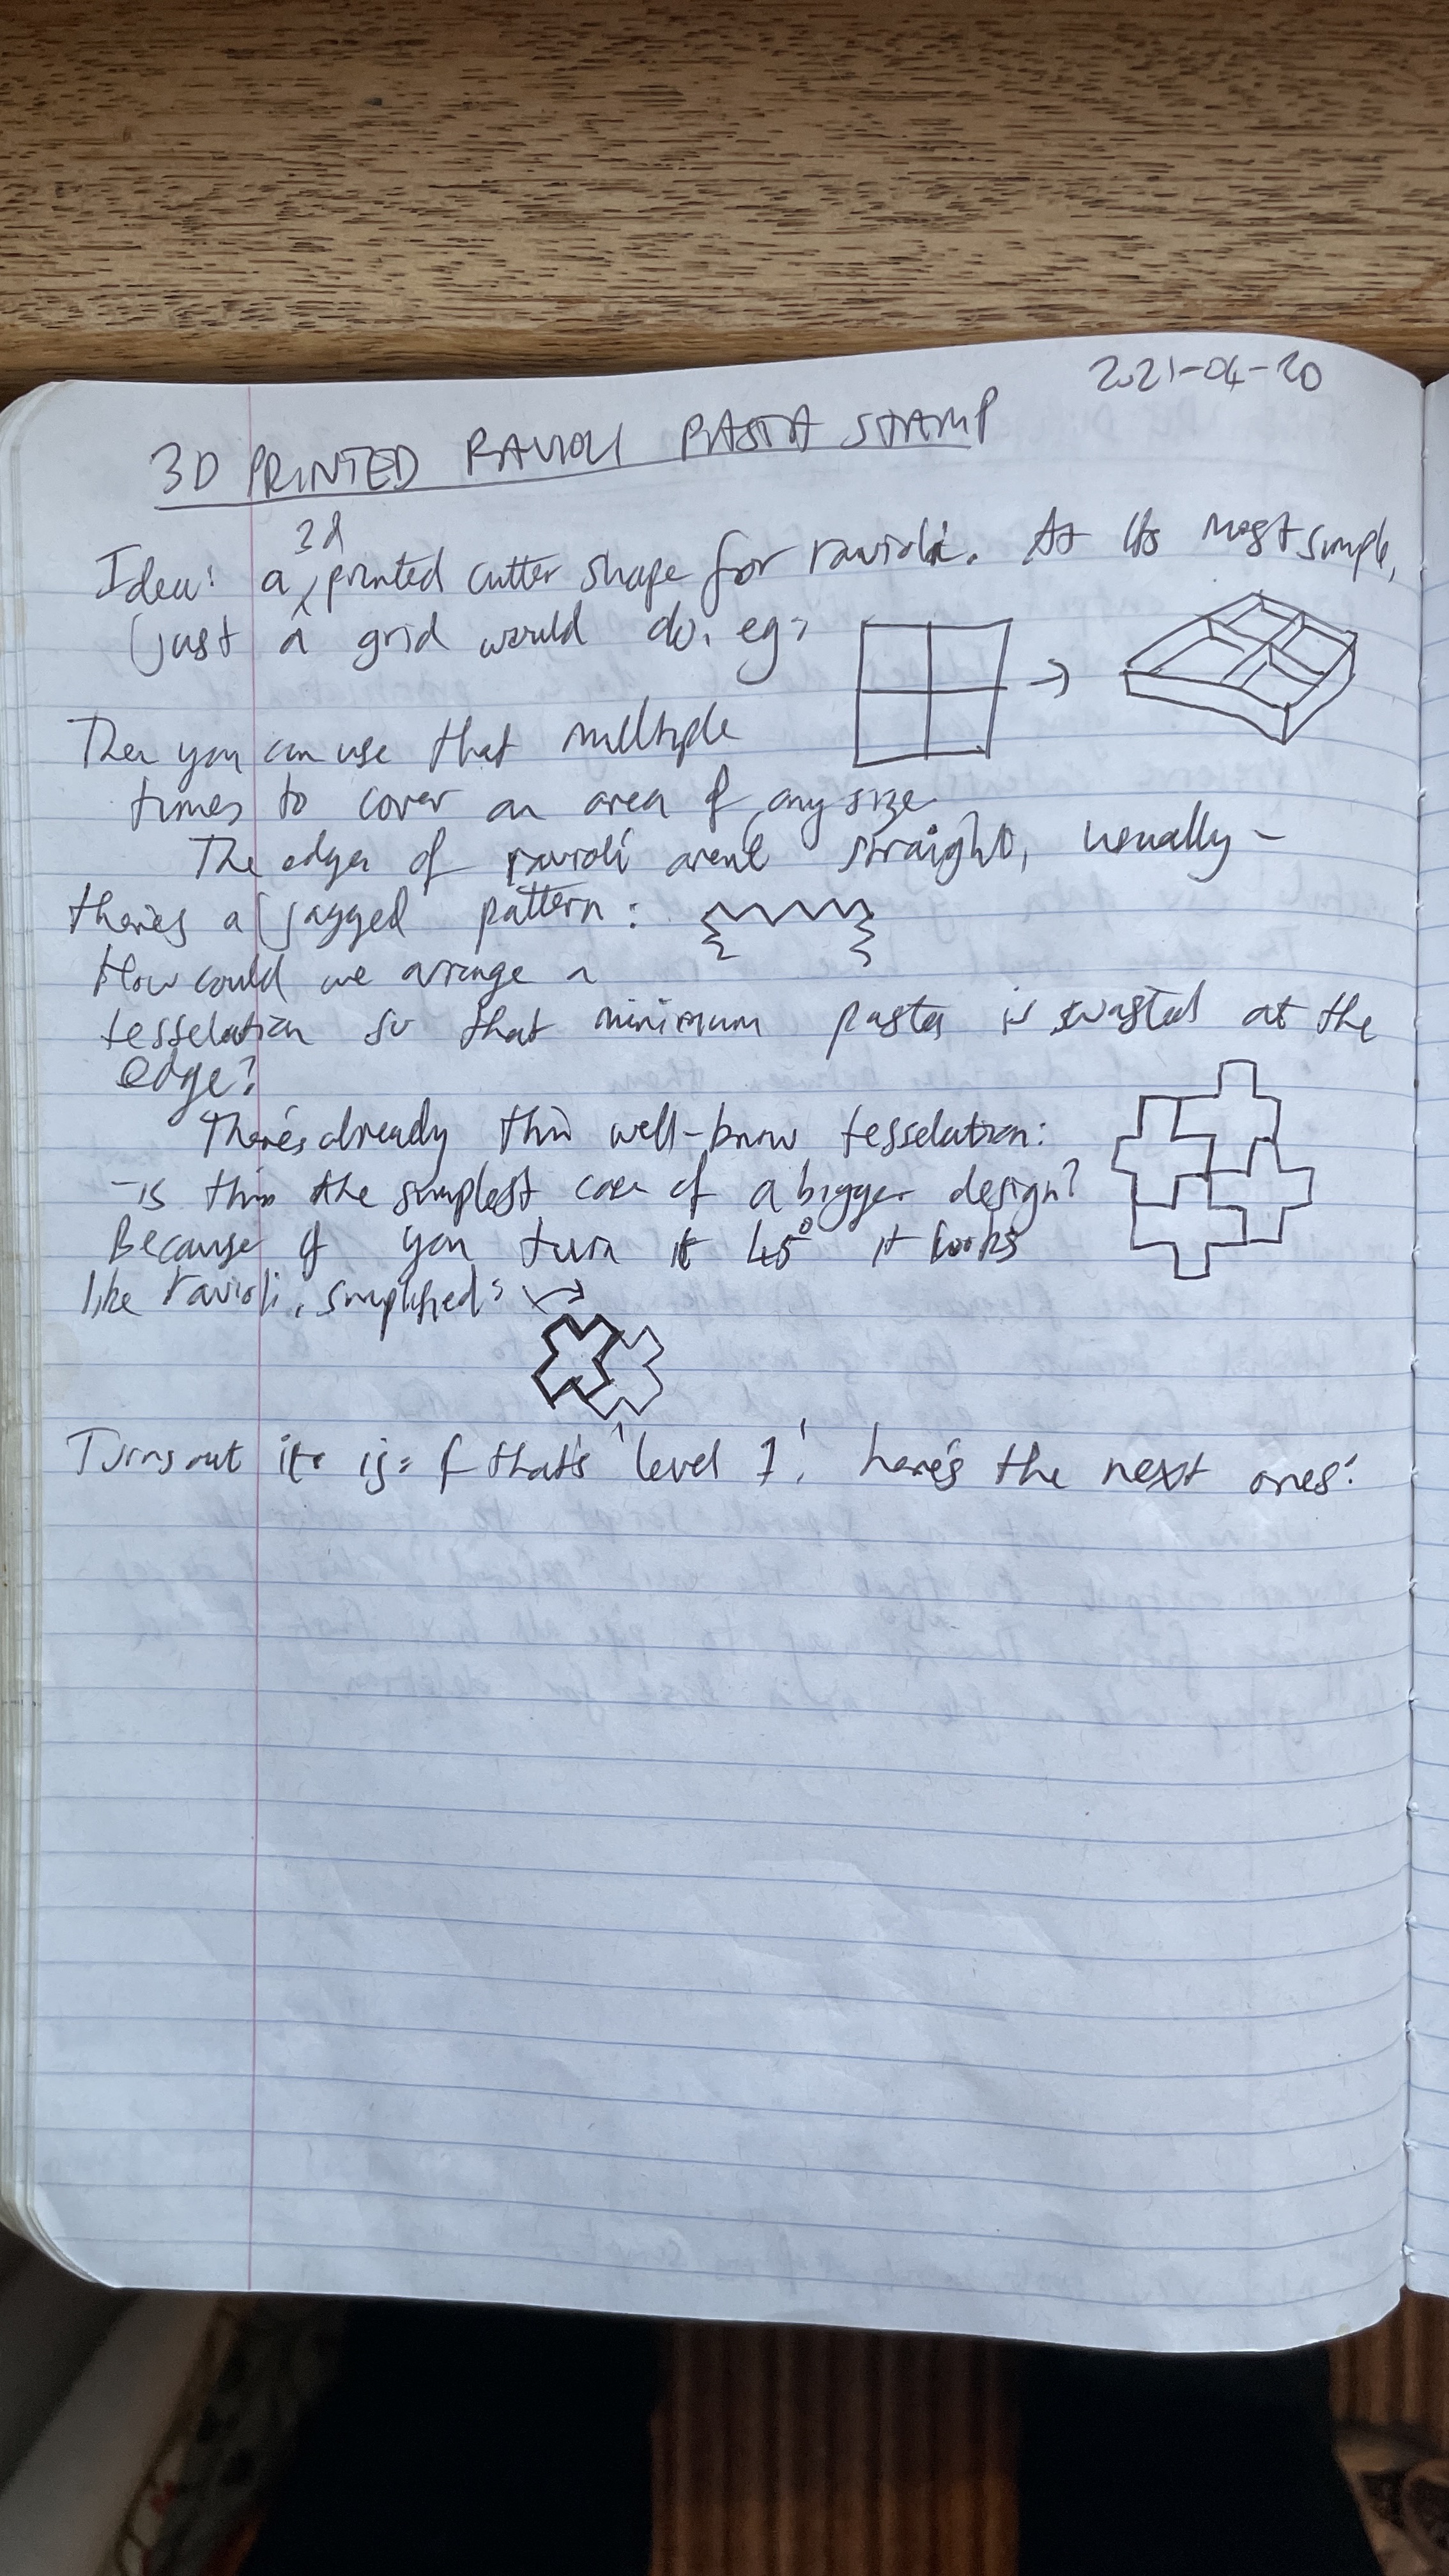 2021-04-20
3D PRINTED RAVIOLI PASTA STAMP
Idea: a 3d printed cutter shape for ravioli. At its most simple,
just a grid would do. eg:
Then you can use that multiple
times to cover an area of any size
The edges of ravioli arent straight, usually -
there's a jagged pattern:
How could we arrange a
tesselation so that minimum pasta is wasted at the
edge?
There's already this well-know tesselation:
- is this the simplest case of a bigger design?
Because if you turn it 45° it looks
like ravioli, simplified:
Turns out it is: & that's 'level 1'. here's the next ones: